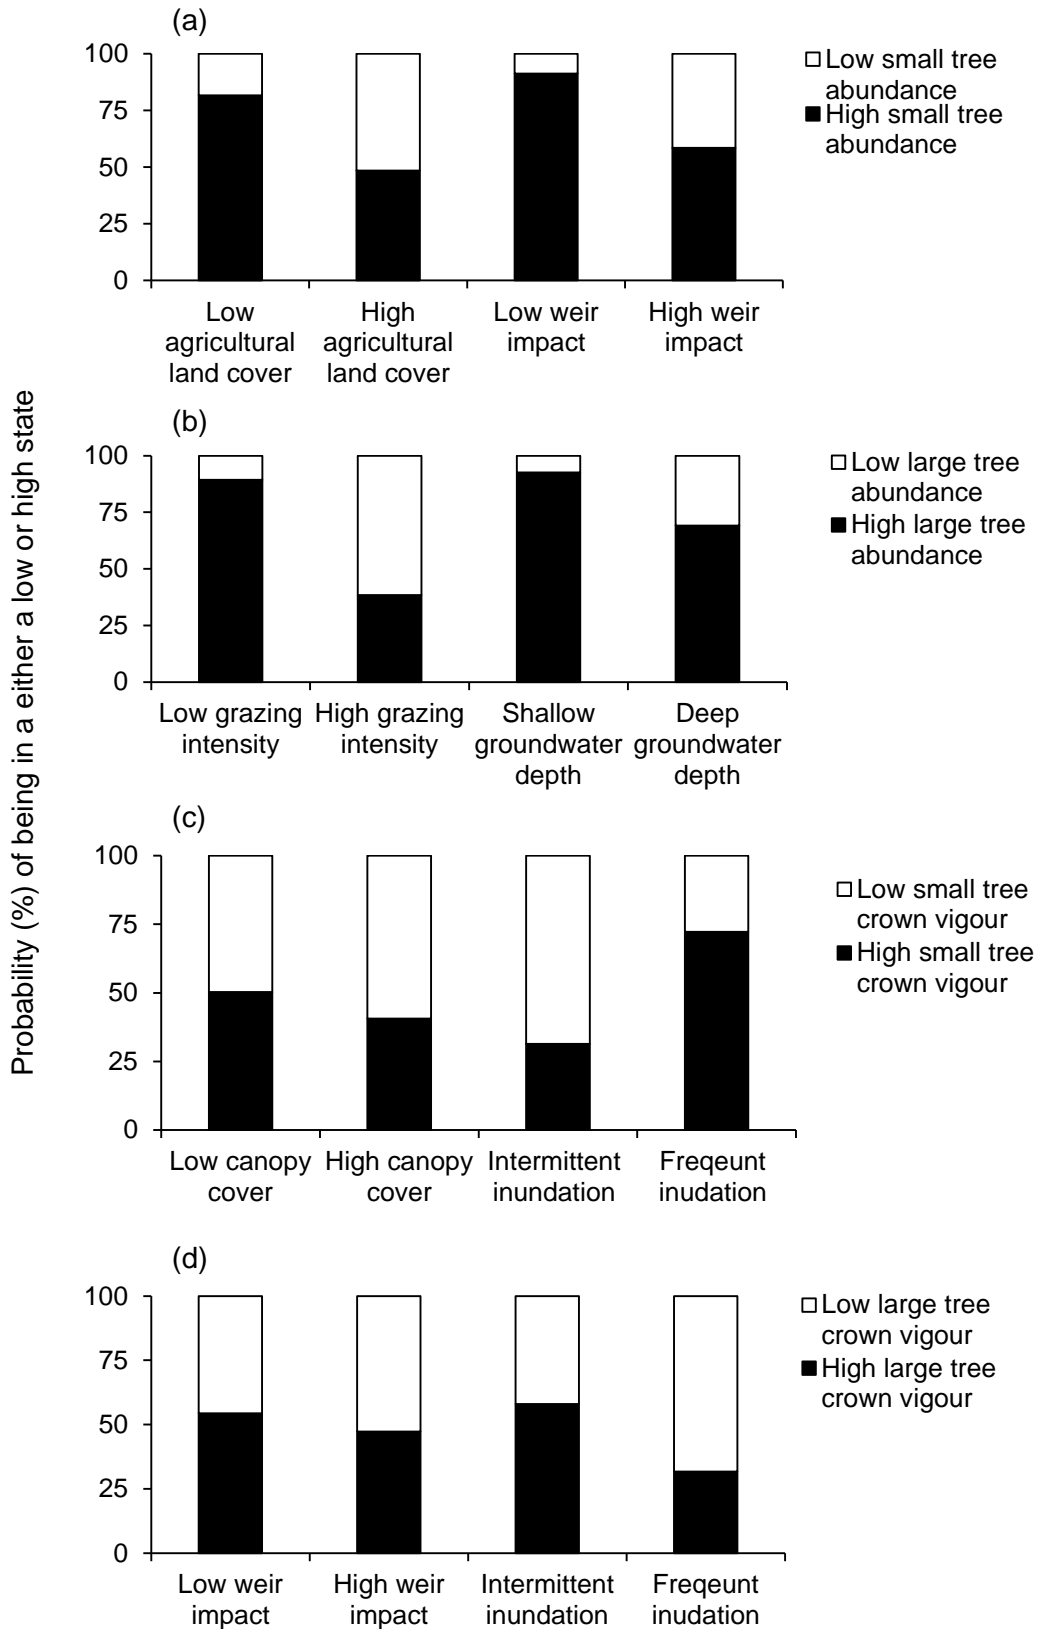 Probability (%) of being in a either a low or high state
(a)
100
75
50
25
0
Low
agricultural
land cover
High
agricultural
land cover
Low weir
impact
High weir
impact
Low small tree
abundance
High small tree
abundance
(b)
100
75
50
25
0
Low grazing
intensity
High grazing
intensity
Shallow
groundwater
depth
Deep
groundwater
depth
Low large tree
abundance
High large tree
abundance
(c)
100
75
50
25
0
Low canopy
cover
High canopy
cover
Intermittent
inundation
Freqeunt
inudation
Low small tree
crown vigour
High small tree
crown vigour
(d)
100
75
50
25
0
Low weir
impact
High weir
impact
Intermittent
inundation
Freqeunt
inudation
Low large tree
crown vigour
High large tree
crown vigour